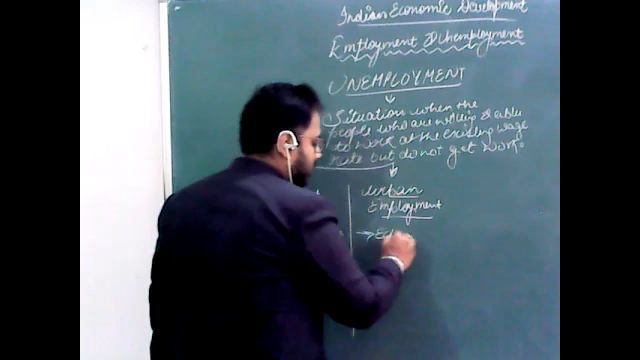 Indian Economic Development
Employment & Unemployment
UNEMPLOYMENT
Situation when the
people who are willing & able
to work at the existing wage
rate but do not get work.
Urban
Employment